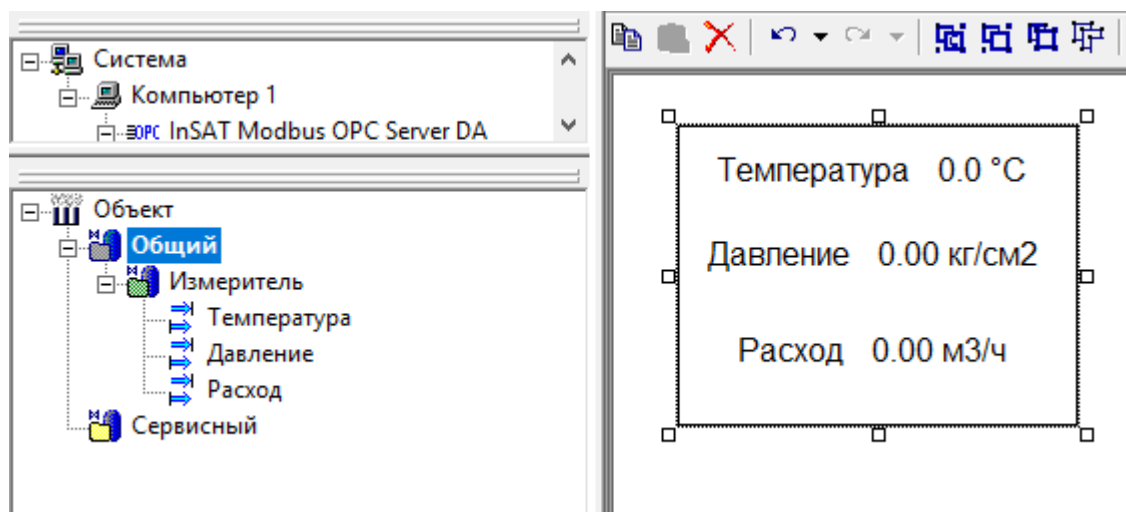 Система
Компьютер 1
OPC InSAT Modbus OPC Server DA
Объект
Общий
Измеритель
Температура
Давление
Расход
Сервисный
Температура 0.0 °C
Давление 0.00 кг/см2
Расход 0.00 м3/ч